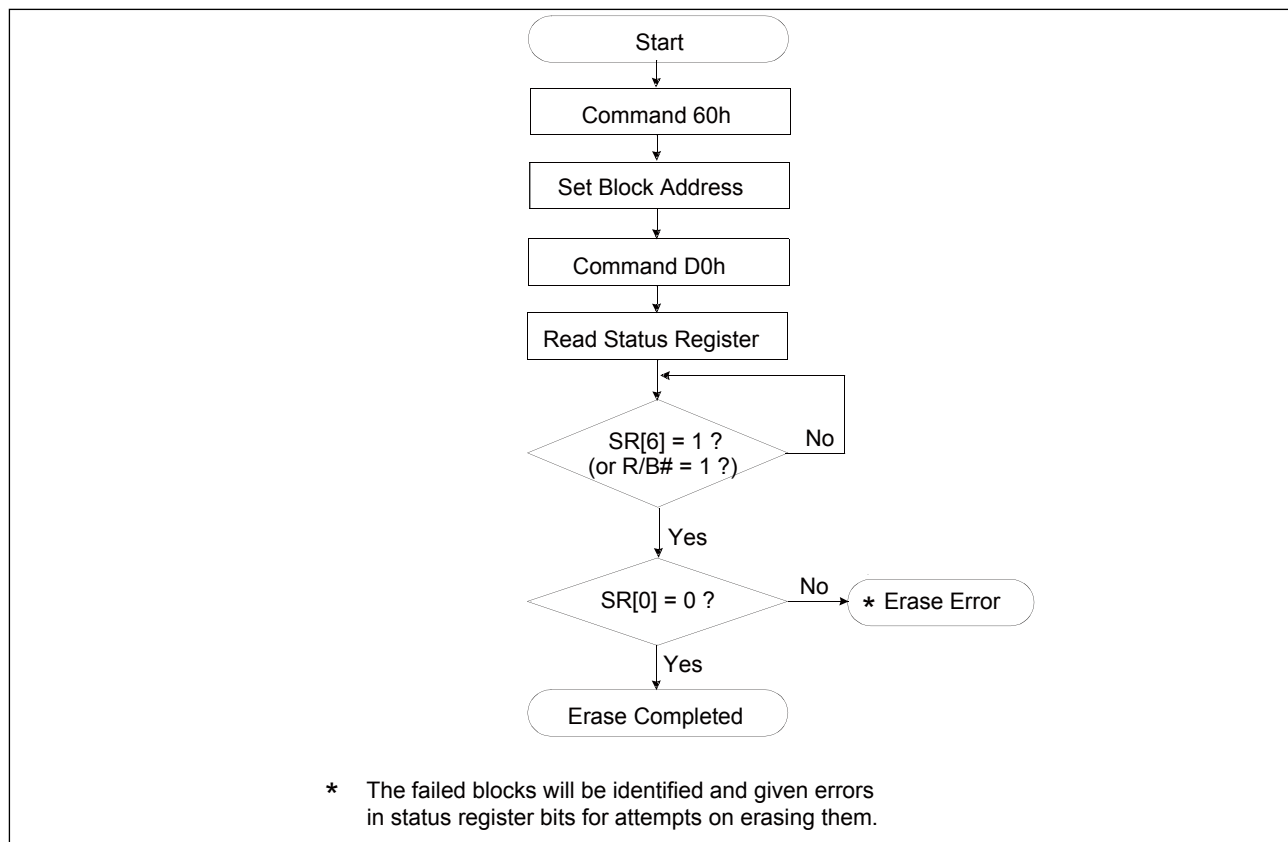 Start
Command 60h
Set Block Address
Command D0h
Read Status Register
SR[6] = 1 ?
(or R/B# = 1 ?)
No
Yes
SR[0] = 0 ?
No
* Erase Error
Yes
Erase Completed
* The failed blocks will be identified and given errors
in status register bits for attempts on erasing them.